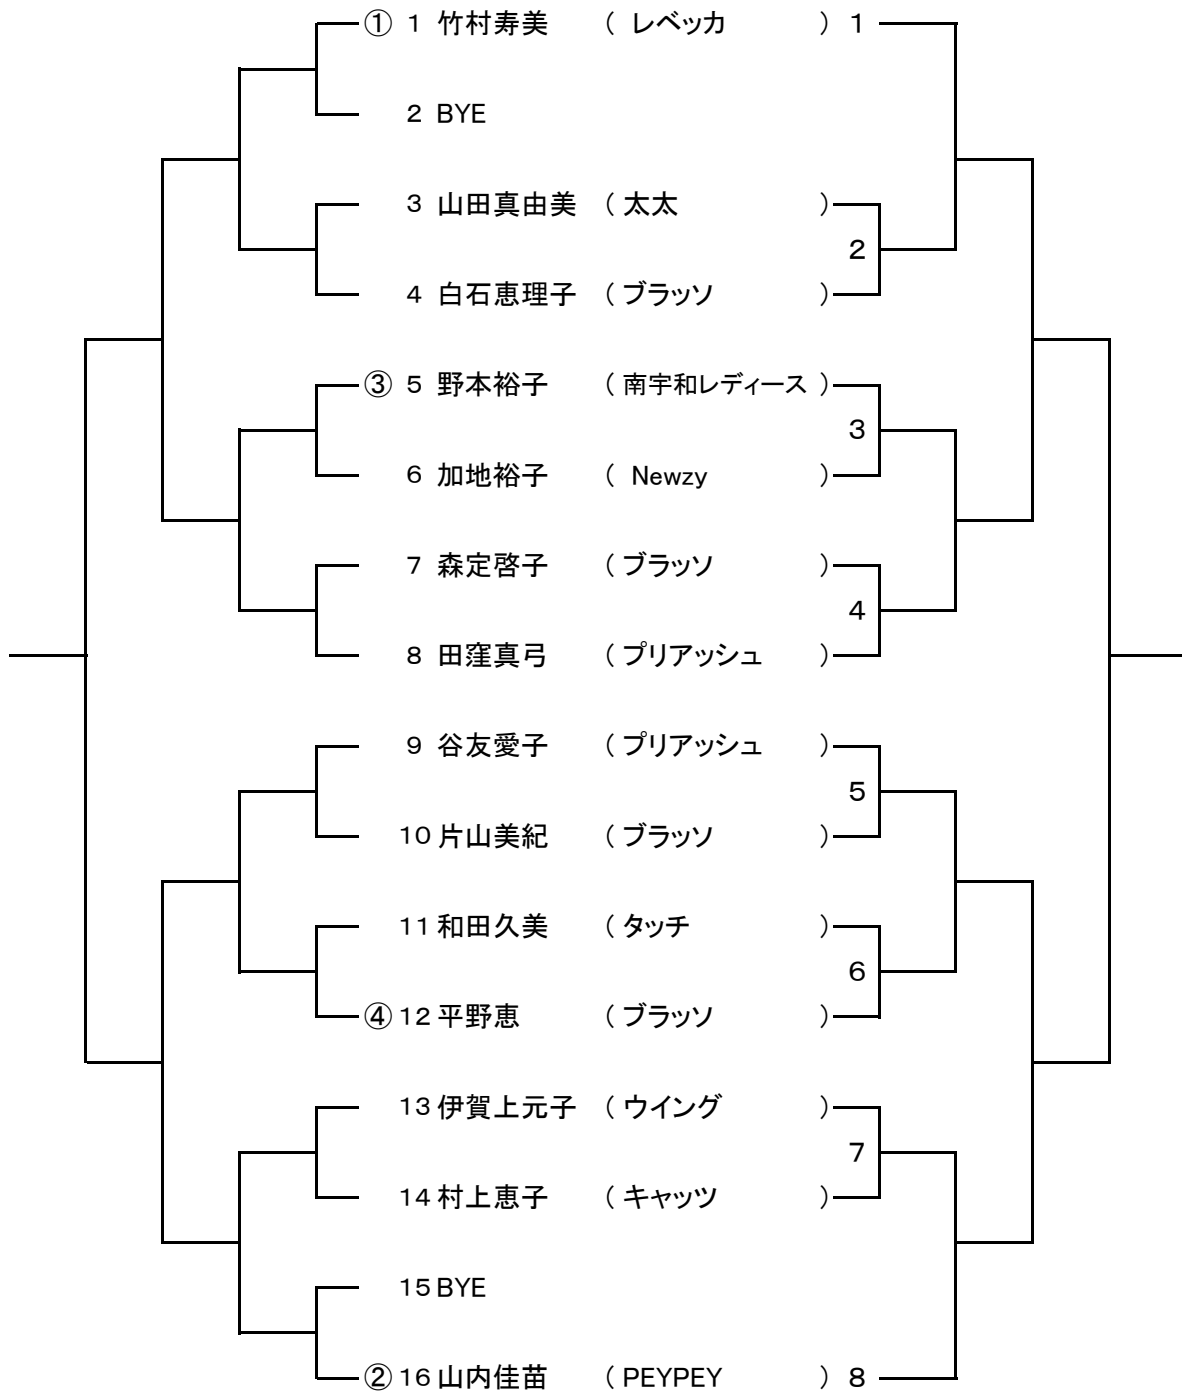 ① 1 竹村寿美 ( レベッカ ) 1
2 BYE
3 山田真由美 ( 太太 )
2
4 白石恵理子 ( ブラッソ )
③ 5 野本裕子 ( 南宇和レディース )
3
6 加地裕子 ( Newzy )
7 森定啓子 ( ブラッソ )
4
8 田窪真弓 ( プリアッシュ )
9 谷友愛子 ( プリアッシュ )
5
10 片山美紀 ( ブラッソ )
11 和田久美 ( タッチ )
6
④ 12 平野恵 ( ブラッソ )
13 伊賀上元子 ( ウイング )
7
14 村上恵子 ( キャッツ )
15 BYE
② 16 山内佳苗 ( PEYPEY ) 8